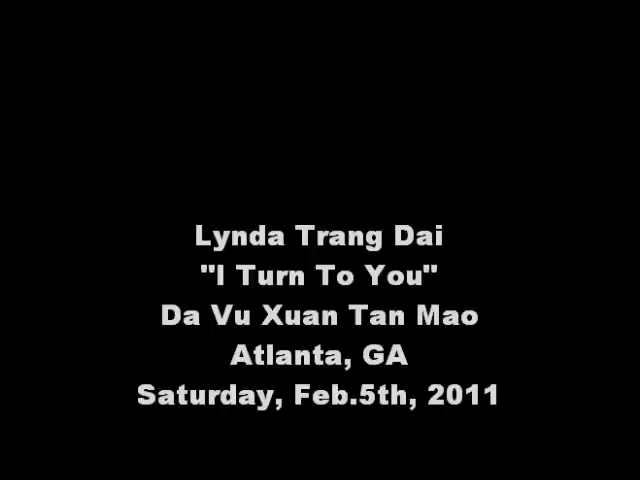 Lynda Trang Dai
"I Turn To You"
Da Vu Xuan Tan Mao
Atlanta, GA
Saturday, Feb.5th, 2011